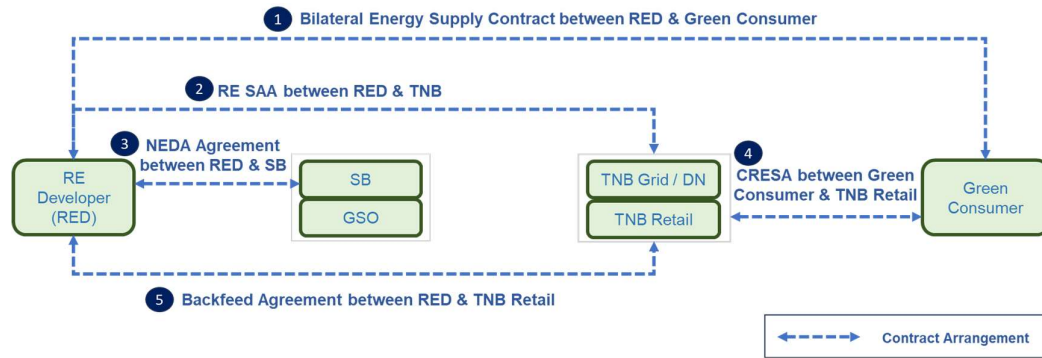 1 Bilateral Energy Supply Contract between RED & Green Consumer
2 RE SAA between RED & TNB
3 NEDA Agreement
between RED & SB
4
CRESA between Green
Consumer & TNB Retail
RE
Developer
(RED)
SB
GSO
TNB Grid / DN
TNB Retail
Green
Consumer
5 Backfeed Agreement between RED & TNB Retail
Contract Arrangement